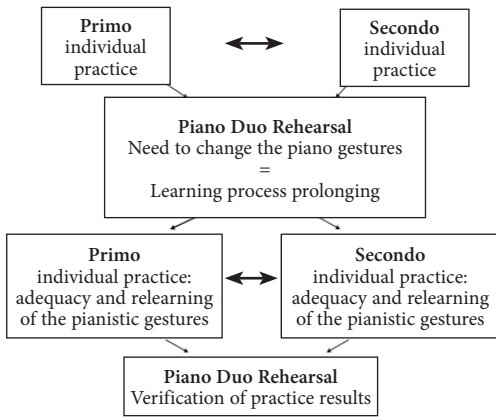 Primo
individual
practice
Secondo
individual
practice
Piano Duo Rehearsal
Need to change the piano gestures
=
Learning process prolonging
Primo
individual practice:
adequacy and relearning
of the pianistic gestures
Secondo
individual practice:
adequacy and relearning
of the pianistic gestures
Piano Duo Rehearsal
Verification of practice results